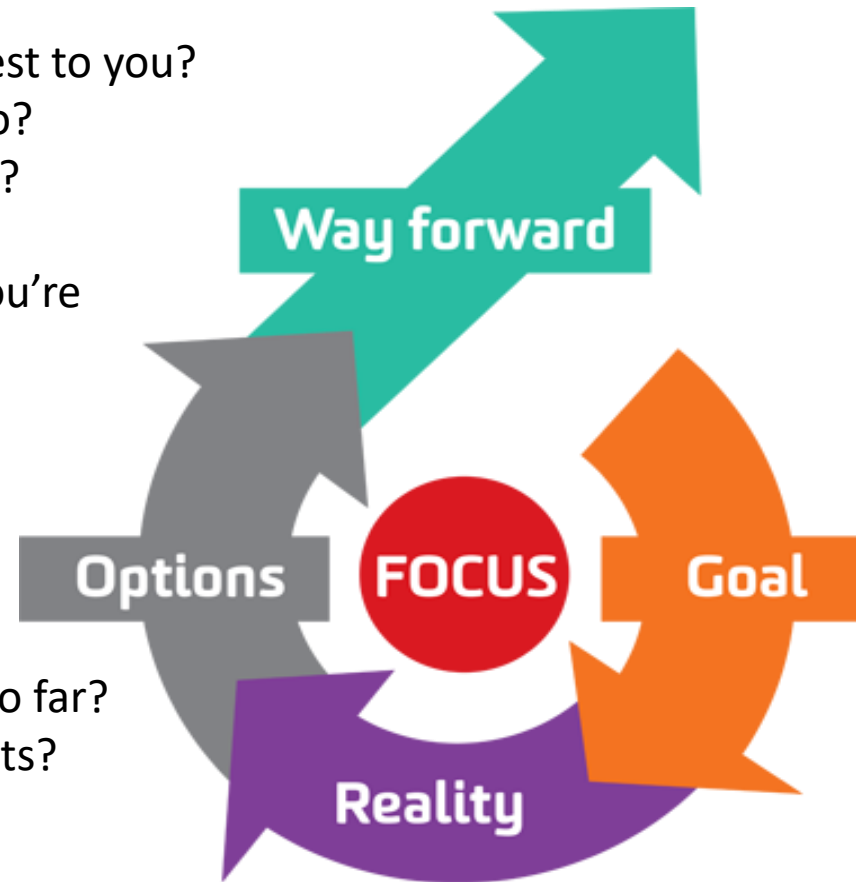 est to you?
o?
?
Way forward
ou’re
Options
FOCUS
Goal
o far?
ts?
Reality